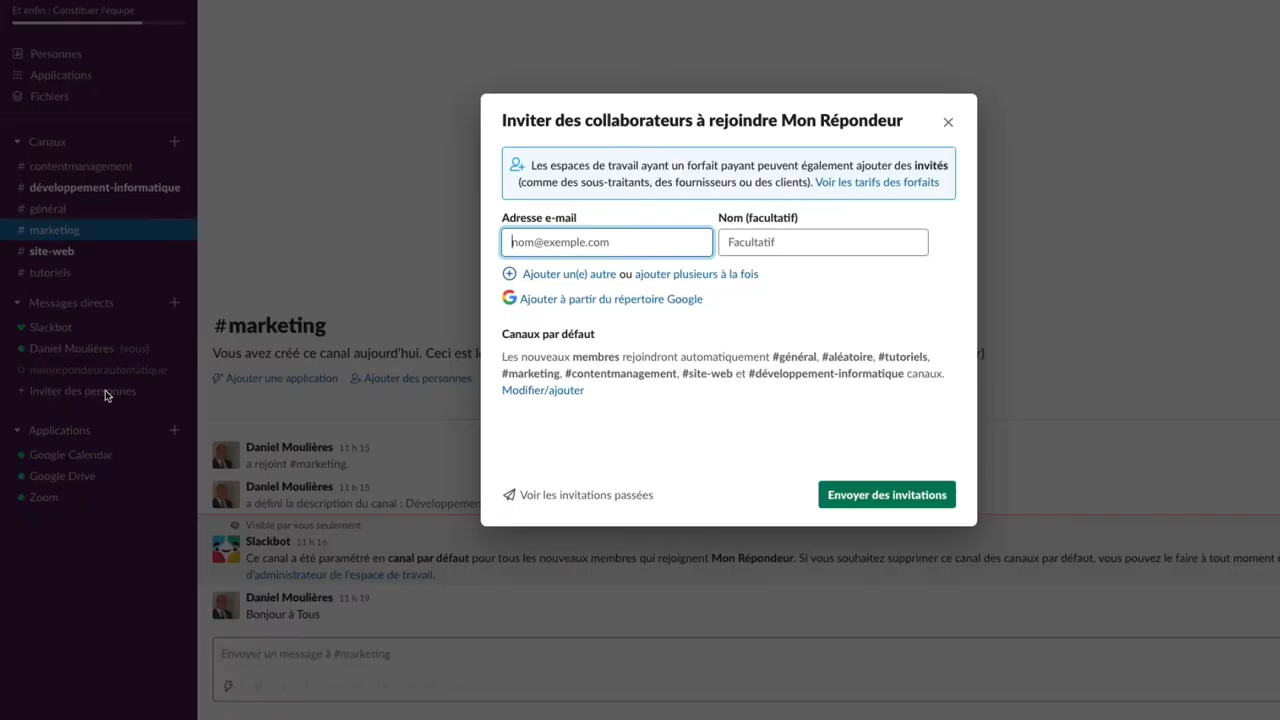 Et enfin : Constituer l'équipe
Personnes
Applications
Fichiers
Canaux
# contentmanagement
# développement-informatique
# général
# marketing
# site-web
# tutoriels
Messages directs
Slackbot
Daniel Moulières (vous)
monrépondeurautomatique
+ Inviter des personnes
Applications
Google Calendar
Google Drive
Zoom
#marketing
Vous avez créé ce canal aujourd'hui. Ceci est
Ajouter une application
Ajouter des personnes
Daniel Moulières 11 h 15
a rejoint #marketing.
Daniel Moulières 11 h 15
a défini la description du canal : Développemen
Visible par vous seulement
Slackbot 11 h 16
Ce canal a été paramétré en canal par défaut pour tous les nouveaux membres qui rejoignent Mon Répondeur. Si vous souhaitez supprimer ce canal des canaux par défaut, vous pouvez le faire à tout moment
d'administrateur de l'espace de travail.
Daniel Moulières 11 h 19
Bonjour à Tous
Envoyer un message à #marketing
Inviter des collaborateurs à rejoindre Mon Répondeur
Les espaces de travail ayant un forfait payant peuvent également ajouter des invités
(comme des sous-traitants, des fournisseurs ou des clients). Voir les tarifs des forfaits
Adresse e-mail
Nom (facultatif)
nom@exemple.com
Facultatif
Ajouter un(e) autre ou ajouter plusieurs à la fois
Ajouter à partir du répertoire Google
Canaux par défaut
Les nouveaux membres rejoindront automatiquement #général, #aléatoire, #tutoriels,
#marketing, #contentmanagement, #site-web et #développement-informatique canaux.
Modifier/ajouter
Voir les invitations passées
Envoyer des invitations